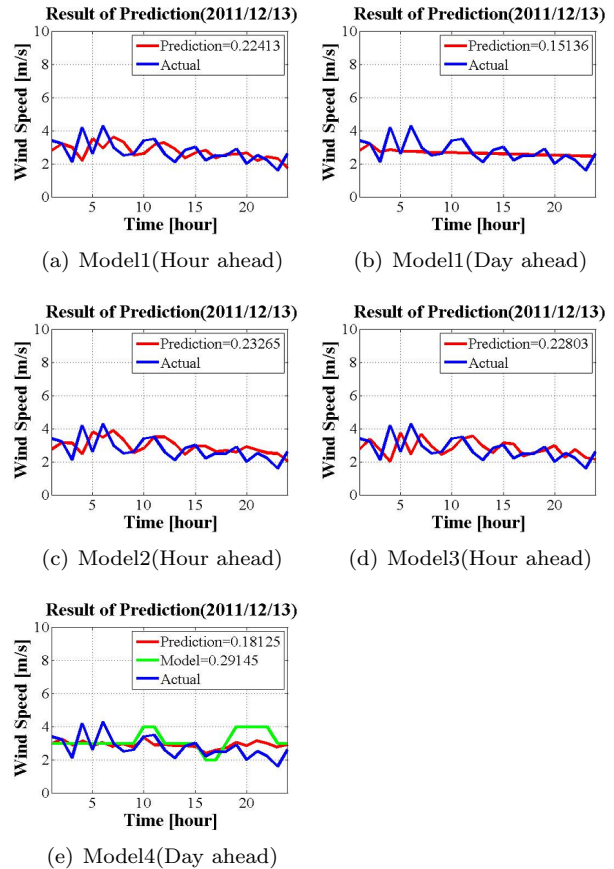 Result of Prediction(2011/12/13)
Wind Speed [m/s]
10
8
6
4
2
0
Prediction=0.22413
Actual
5 10 15 20
Time [hour]
(a) Model1(Hour ahead)
Result of Prediction(2011/12/13)
Wind Speed [m/s]
10
8
6
4
2
0
Prediction=0.15136
Actual
5 10 15 20
Time [hour]
(b) Model1(Day ahead)
Result of Prediction(2011/12/13)
Wind Speed [m/s]
10
8
6
4
2
0
Prediction=0.23265
Actual
5 10 15 20
Time [hour]
(c) Model2(Hour ahead)
Result of Prediction(2011/12/13)
Wind Speed [m/s]
10
8
6
4
2
0
Prediction=0.22803
Actual
5 10 15 20
Time [hour]
(d) Model3(Hour ahead)
Result of Prediction(2011/12/13)
Wind Speed [m/s]
10
8
6
4
2
0
Prediction=0.18125
Model=0.29145
Actual
5 10 15 20
Time [hour]
(e) Model4(Day ahead)